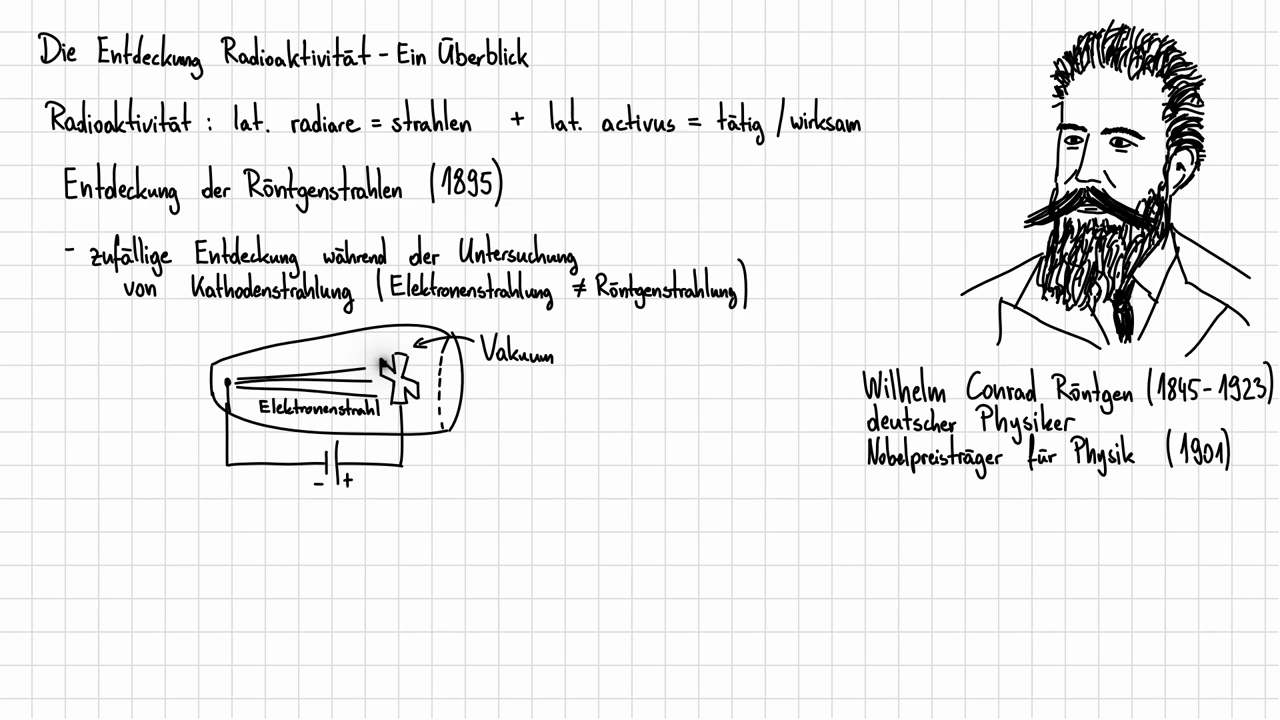 Die Entdeckung Radioaktivität - Ein Überblick
Radioaktivität : lat. radiare = strahlen + lat. activus = tätig / wirksam
Entdeckung der Röntgenstrahlen (1895)
- zufällige Entdeckung während der Untersuchung
von Kathodenstrahlung (Elektronenstrahlung ≠ Röntgenstrahlung)
Vakuum
Elektronenstrahl
- +
Wilhelm Conrad Röntgen (1845-1923)
deutscher Physiker
Nobelpreisträger für Physik (1901)